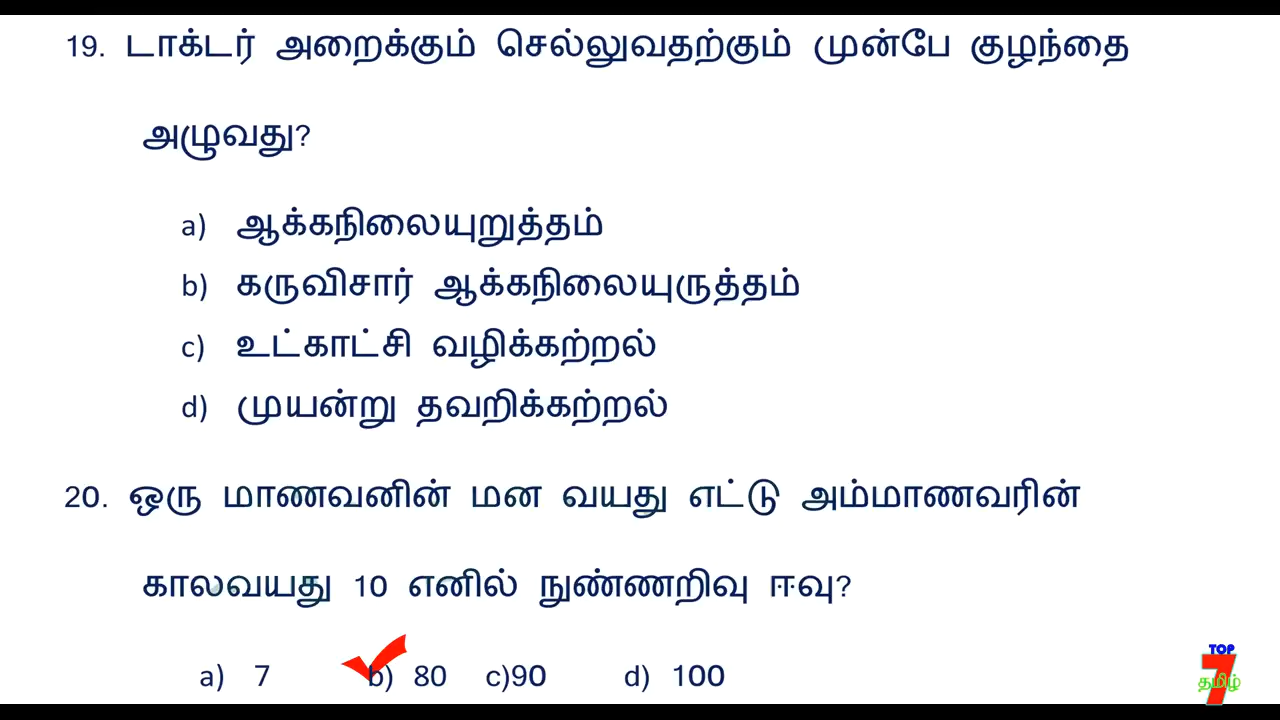 19. டாக்டர் அறைக்கும் செல்லுவதற்கும் முன்பே குழந்தை
அழுவது?
a) ஆக்கநிலையுறுத்தம்
b) கருவிசார் ஆக்கநிலையுருத்தம்
c) உட்காட்சி வழிக்கற்றல்
d) முயன்று தவறிக்கற்றல்
20. ஒரு மாணவனின் மன வயது எட்டு அம்மாணவரின்
காலவயது 10 எனில் நுண்ணறிவு ஈவு?
a) 7 b) 80 c)90 d) 100
TOP
7
தமிழ்